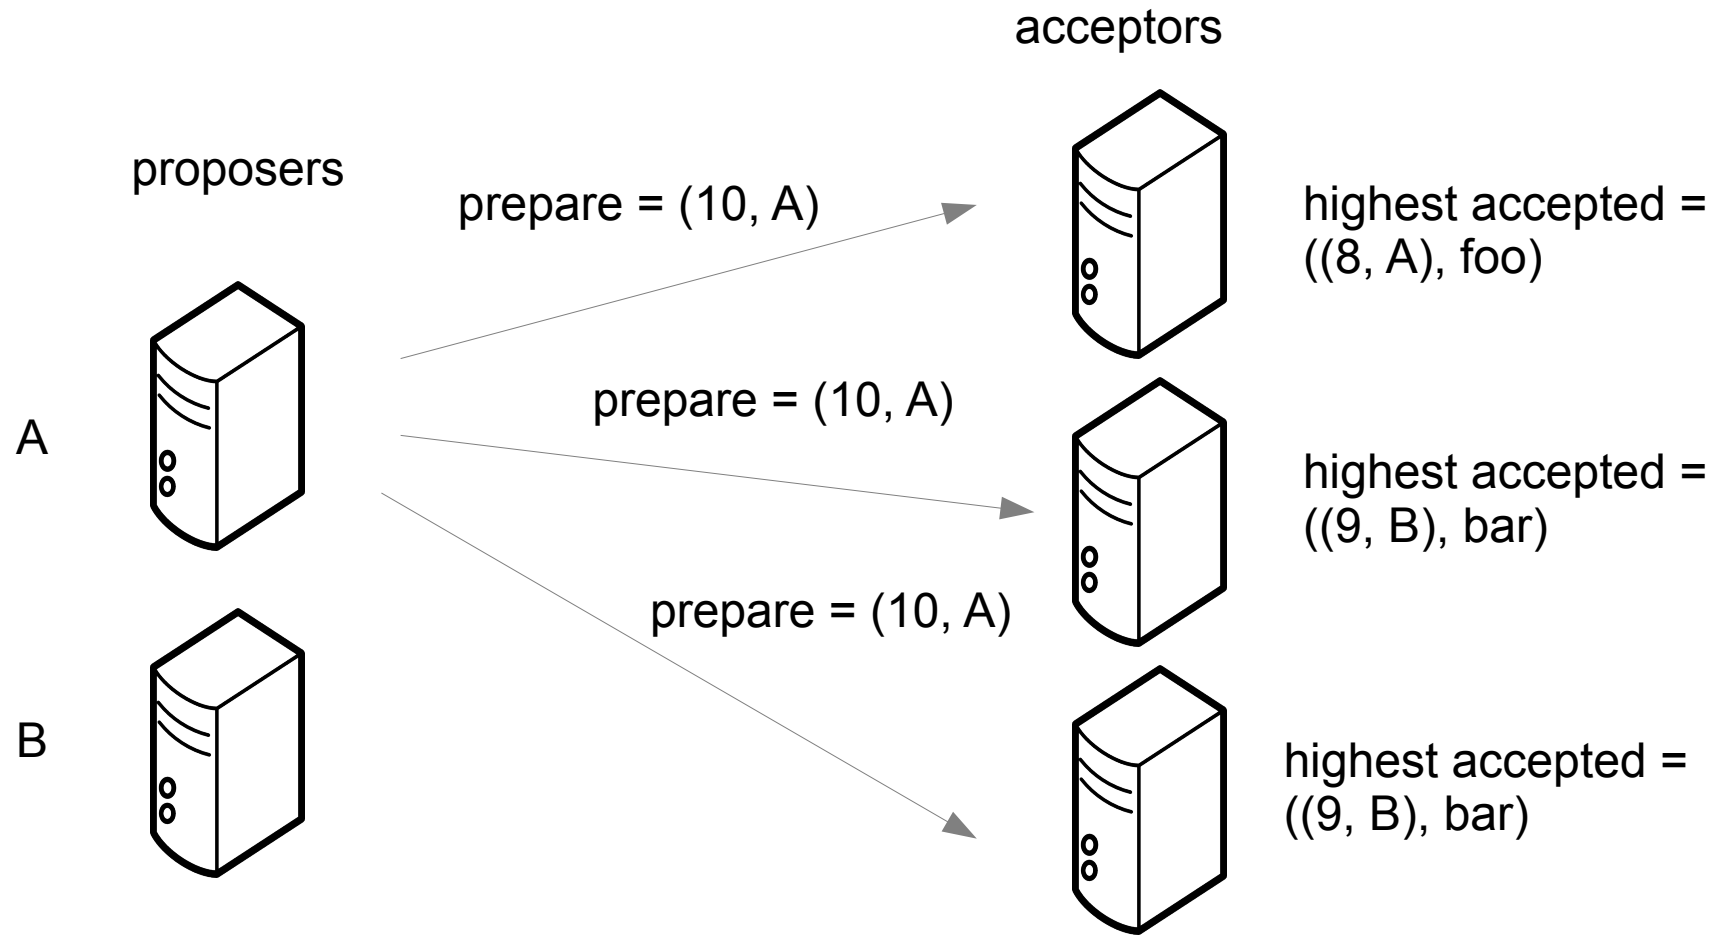 acceptors
proposers
prepare = (10, A)
highest accepted =
((8, A), foo)
prepare = (10, A)
A
highest accepted =
((9, B), bar)
prepare = (10, A)
B
highest accepted =
((9, B), bar)